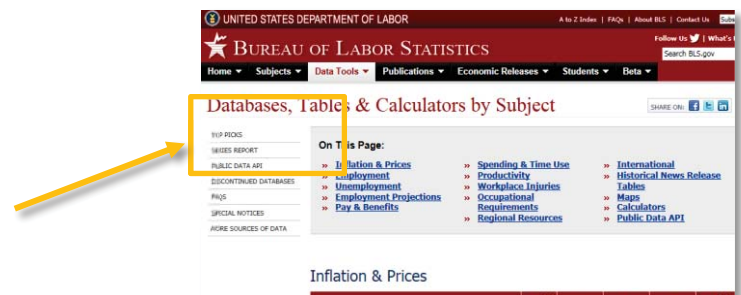 UNITED STATES DEPARTMENT OF LABOR
A to Z Index | FAQs | About BLS | Contact Us
Follow Us | What's
BUREAU OF LABOR STATISTICS
Search BLS.gov
Home Subjects Data Tools Publications Economic Releases Students Beta
Databases, Tables & Calculators by Subject
SHARE ON:
TOP PICKS
SERIES REPORT
PUBLIC DATA API
DISCONTINUED DATABASES
FAQS
SPECIAL NOTICES
MORE SOURCES OF DATA
On This Page:
» Inflation & Prices
» Employment
» Unemployment
» Employment Projections
» Pay & Benefits
» Spending & Time Use
» Productivity
» Workplace Injuries
» Occupational
Requirements
» Regional Resources
» International
» Historical News Release
Tables
» Maps
» Calculators
» Public Data API
Inflation & Prices